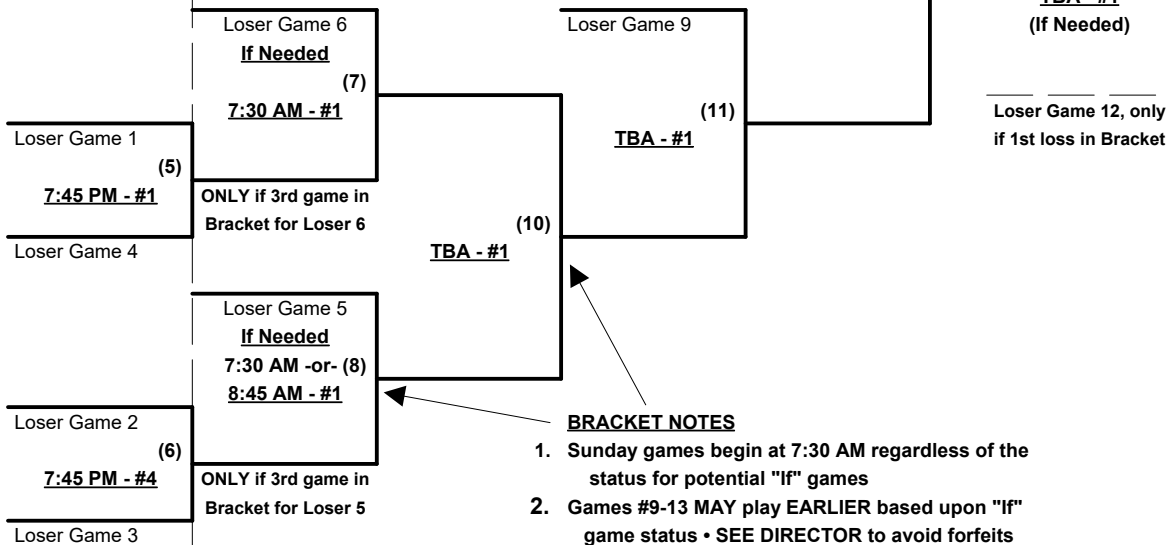 TBA - #1
(If Needed)
Loser Game 6
If Needed
(7)
7:30 AM - #1
Loser Game 9
(11)
TBA - #1
Loser Game 12, only
if 1st loss in Bracket
Loser Game 1
(5)
7:45 PM - #1
Loser Game 4
ONLY if 3rd game in
Bracket for Loser 6
(10)
TBA - #1
Loser Game 5
If Needed
7:30 AM -or- (8)
8:45 AM - #1
Loser Game 2
(6)
7:45 PM - #4
Loser Game 3
ONLY if 3rd game in
Bracket for Loser 5
BRACKET NOTES
1. Sunday games begin at 7:30 AM regardless of the
status for potential "If" games
2. Games #9-13 MAY play EARLIER based upon "If"
game status • SEE DIRECTOR to avoid forfeits